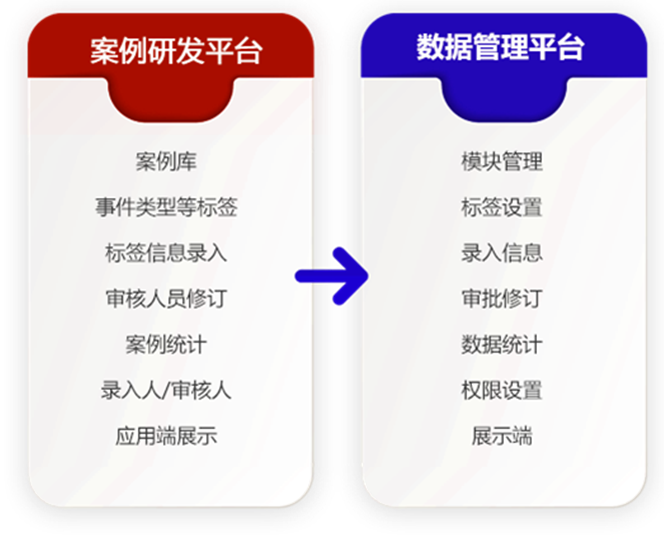 案例研发平台
案例库
事件类型等标签
标签信息录入
审核人员修订
案例统计
录入人/审核人
应用端展示
数据管理平台
模块管理
标签设置
录入信息
审批修订
数据统计
权限设置
展示端